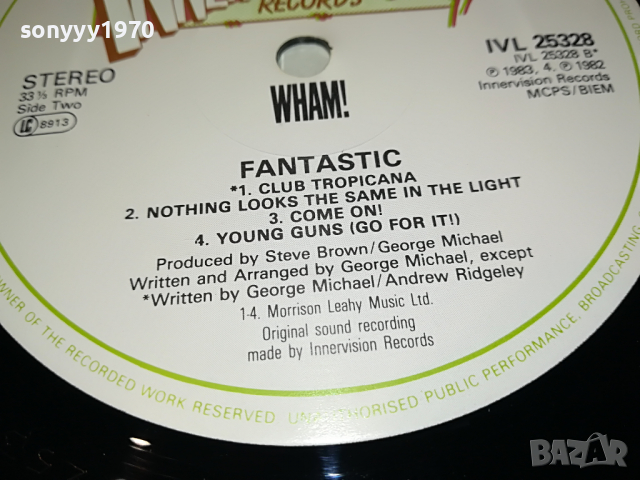 sonyyy1970
RECORDS
STEREO
33⅓ RPM
Side Two
LC 8913
IVL 25328
IVL 25328 B*
℗ 1983, 4. ℗ 1982
Innervision Records
MCPS/BIEM
WHAM!
FANTASTIC
*1. CLUB TROPICANA
2. NOTHING LOOKS THE SAME IN THE LIGHT
3. COME ON!
4. YOUNG GUNS (GO FOR IT!)
Produced by Steve Brown/George Michael
Written and Arranged by George Michael, except
*Written by George Michael/Andrew Ridgeley
1-4. Morrison Leahy Music Ltd.
Original sound recording
made by Innervision Records
OWNER OF THE RECORDED WORK RESERVED. UNAUTHORISED PUBLIC PERFORMANCE, BROADCASTING
BAZAR